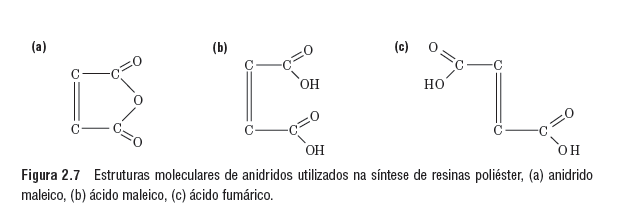 (a) (b) (c)
C C O
O
C C O
C C O
OH
C C O
OH
O
C C
HO
C C O
OH
Figura 2.7 Estruturas moleculares de anidridos utilizados na síntese de resinas poliéster, (a) anidrido
maleico, (b) ácido maleico, (c) ácido fumárico.